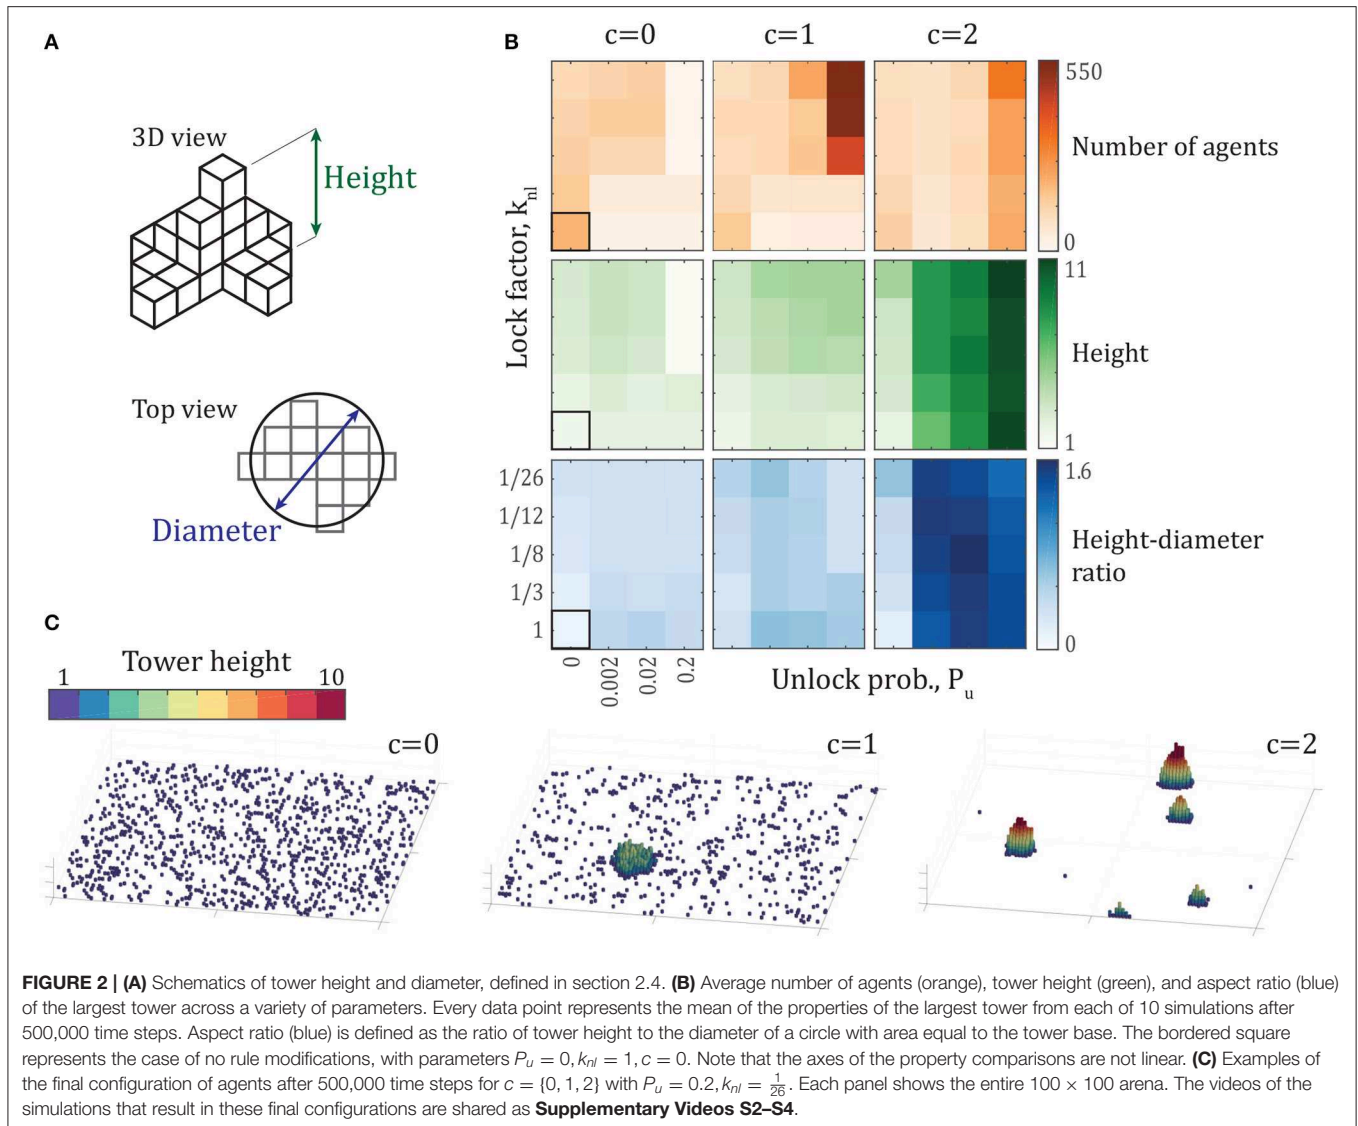 A
3D view
Height
Top view
Diameter
B
c=0
c=1
c=2
Lock factor, k_nl
550
Number of agents
0
11
Height
1
1/26
1/12
1/8
1/3
1
1.6
Height-diameter
ratio
0
0
0.002
0.02
0.2
Unlock prob., P_u
C
Tower height
1
10
c=0
c=1
c=2
FIGURE 2 | (A) Schematics of tower height and diameter, defined in section 2.4. (B) Average number of agents (orange), tower height (green), and aspect ratio (blue)
of the largest tower across a variety of parameters. Every data point represents the mean of the properties of the largest tower from each of 10 simulations after
500,000 time steps. Aspect ratio (blue) is defined as the ratio of tower height to the diameter of a circle with area equal to the tower base. The bordered square
represents the case of no rule modifications, with parameters P_u = 0, k_nl = 1, c = 0. Note that the axes of the property comparisons are not linear. (C) Examples of
the final configuration of agents after 500,000 time steps for c = {0, 1, 2} with P_u = 0.2, k_nl = 1/26. Each panel shows the entire 100 × 100 arena. The videos of the
simulations that result in these final configurations are shared as Supplementary Videos S2–S4.